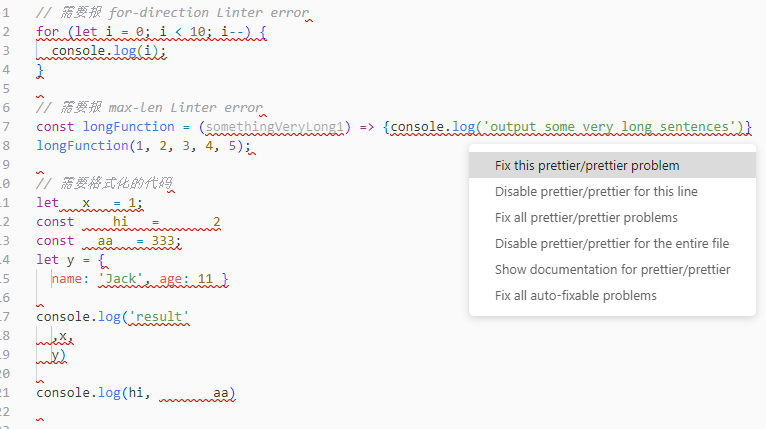 1 // 需要报 for-direction Linter error
2 for (let i = 0; i < 10; i--) {
3 console.log(i);
4 }
5
6 // 需要报 max-len Linter error
7 const longFunction = (somethingVeryLong1) => {console.log('output some very long sentences')}
8 longFunction(1, 2, 3, 4, 5);
9
10 // 需要格式化的代码
11 let   x   = 1;
12 const     hi   =       2
13 const   aa   = 333;
14 let y = {
15 name: 'Jack', age: 11 }
16
17 console.log('result'
18 ,x,
19 y)
20
21 console.log(hi,        aa)
22
Fix this prettier/prettier problem
Disable prettier/prettier for this line
Fix all prettier/prettier problems
Disable prettier/prettier for the entire file
Show documentation for prettier/prettier
Fix all auto-fixable problems